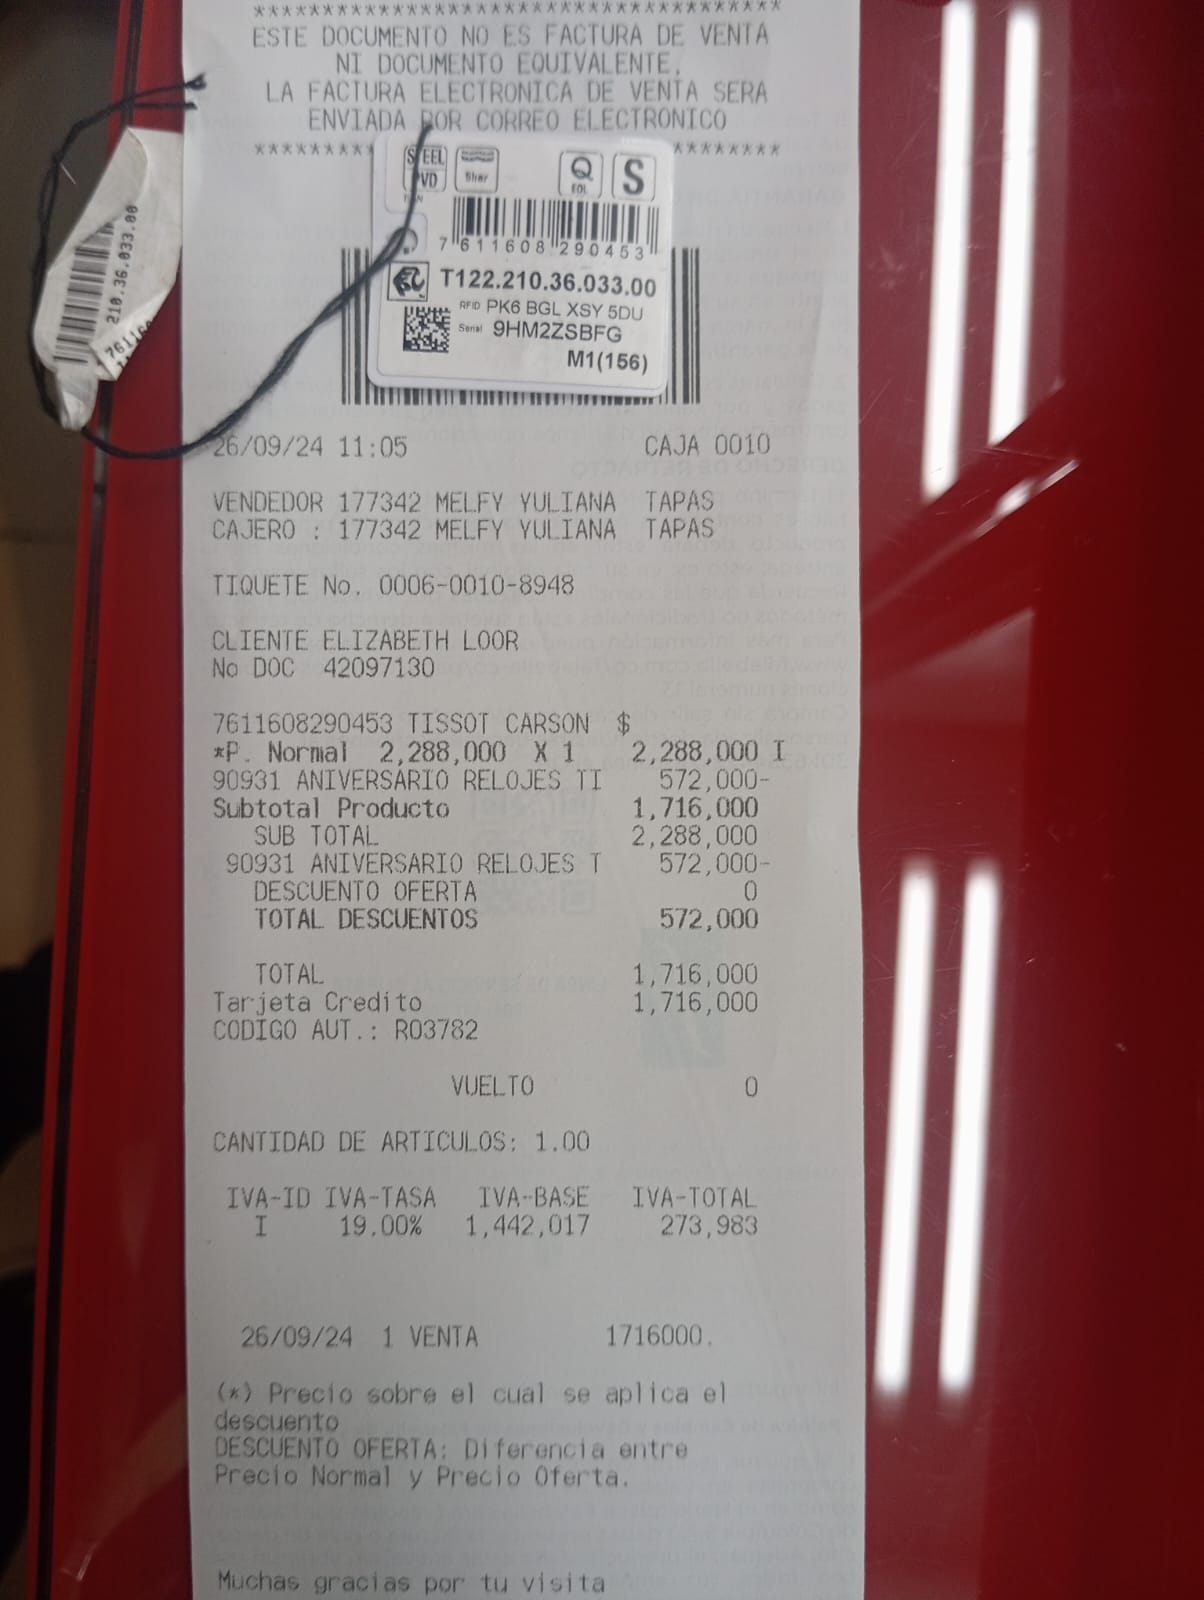 ****************************************
ESTE DOCUMENTO NO ES FACTURA DE VENTA
NI DOCUMENTO EQUIVALENTE.
LA FACTURA ELECTRONICA DE VENTA SERA
ENVIADA POR CORREO ELECTRONICO
STEEL
PVD
5bar
Q
EOL
S
7 611608 290453
T122.210.36.033.00
RFID PK6 BGL XSY 5DU
Serial 9HM2ZSBFG
M1(156)
210.36.033.00
26/09/24 11:05 CAJA 0010
VENDEDOR 177342 MELFY YULIANA TAPAS
CAJERO : 177342 MELFY YULIANA TAPAS
TIQUETE No. 0006-0010-8948
CLIENTE ELIZABETH LOOR
No DOC 42097130
7611608290453 TISSOT CARSON $
*P. Normal 2,288,000 X 1 2,288,000 I
90931 ANIVERSARIO RELOJES TI 572,000-
Subtotal Producto 1,716,000
SUB TOTAL 2,288,000
90931 ANIVERSARIO RELOJES T 572,000-
DESCUENTO OFERTA 0
TOTAL DESCUENTOS 572,000
TOTAL 1,716,000
Tarjeta Credito 1,716,000
CODIGO AUT.: R03782
VUELTO 0
CANTIDAD DE ARTICULOS: 1.00
IVA-ID IVA-TASA IVA-BASE IVA-TOTAL
I 19.00% 1,442,017 273,983
26/09/24 1 VENTA 1716000.
(*) Precio sobre el cual se aplica el
descuento
DESCUENTO OFERTA: Diferencia entre
Precio Normal y Precio Oferta.
Muchas gracias por tu visita